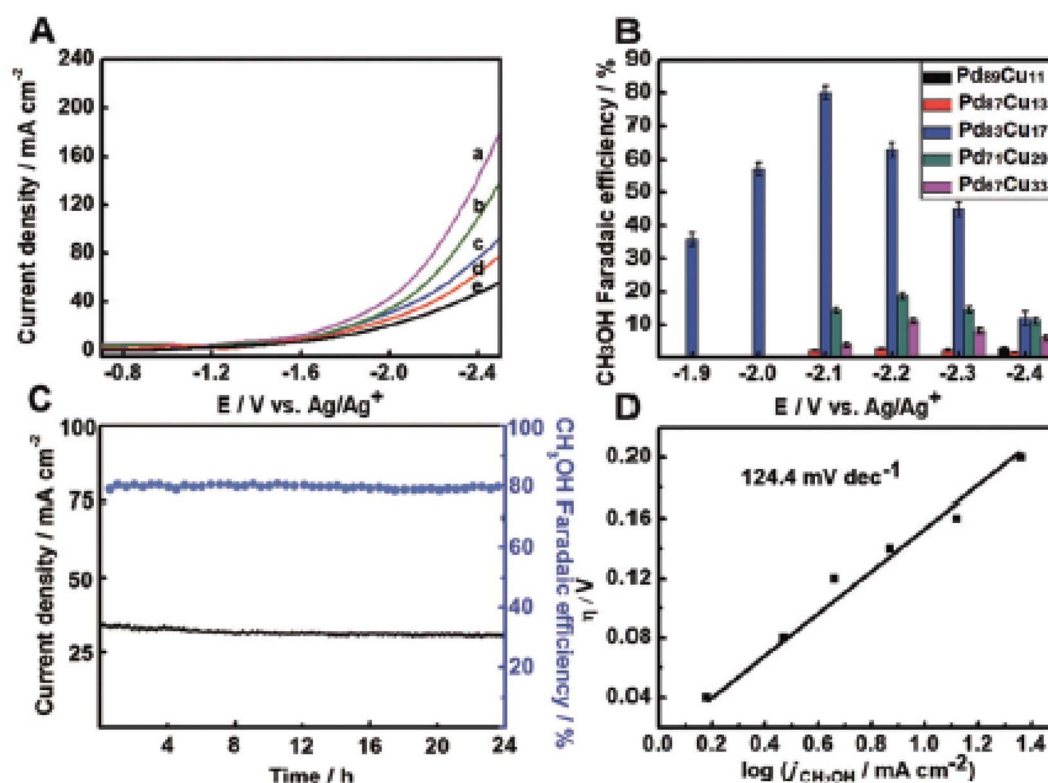 A
Current density / mA cm⁻²
240
200
160
120
80
40
0
a
b
c
d
e
-0.8
-1.2
-1.6
-2.0
-2.4
E / V vs. Ag/Ag⁺
B
CH₃OH Faradaic efficiency / %
90
80
70
60
50
40
30
20
10
Pd₈₉Cu₁₁
Pd₈₇Cu₁₃
Pd₈₃Cu₁₇
Pd₇₁Cu₂₉
Pd₆₇Cu₃₃
-1.9
-2.0
-2.1
-2.2
-2.3
-2.4
E / V vs. Ag/Ag⁺
C
Current density / mA cm⁻²
100
75
50
25
100
80
60
40
20
CH₃OH Faradaic efficiency / %
4
8
12
16
20
24
Time / h
D
η / V
0.20
0.16
0.12
0.08
0.04
124.4 mV dec⁻¹
0.0
0.2
0.4
0.6
0.8
1.0
1.2
1.4
log (jCH₃OH / mA cm⁻²)